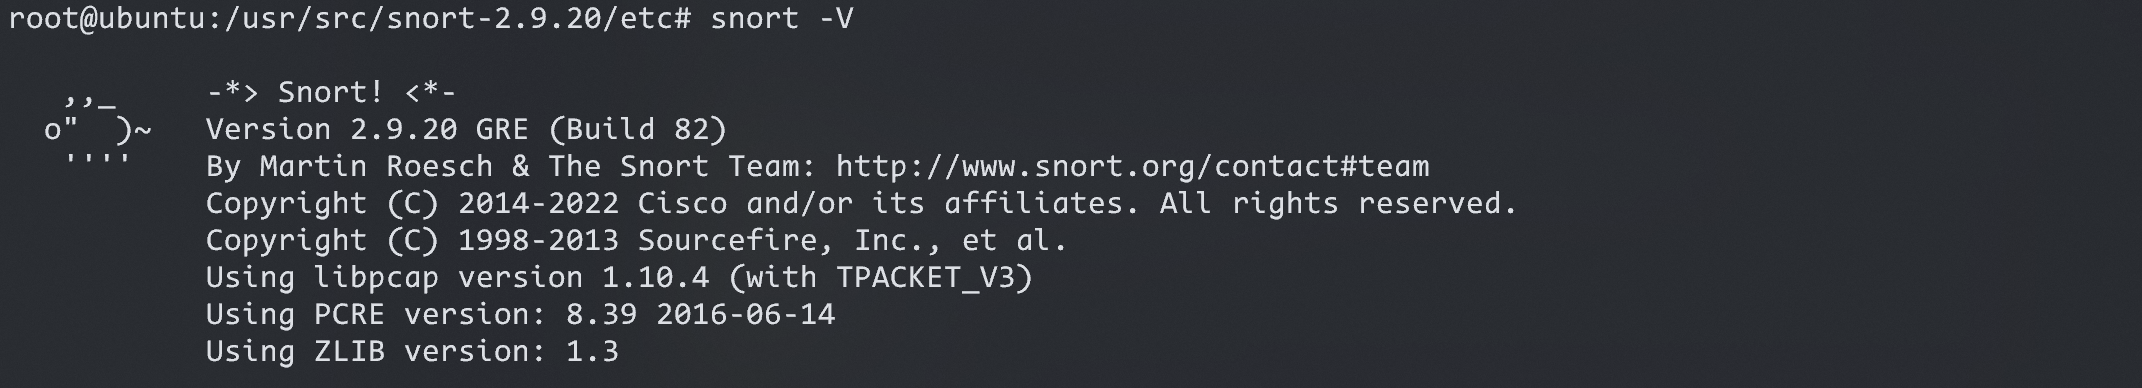 root@ubuntu:/usr/src/snort-2.9.20/etc# snort -V

   ,,_     -*> Snort! <*-
  o"  )~   Version 2.9.20 GRE (Build 82)
   ''''    By Martin Roesch & The Snort Team: http://www.snort.org/contact#team
           Copyright (C) 2014-2022 Cisco and/or its affiliates. All rights reserved.
           Copyright (C) 1998-2013 Sourcefire, Inc., et al.
           Using libpcap version 1.10.4 (with TPACKET_V3)
           Using PCRE version: 8.39 2016-06-14
           Using ZLIB version: 1.3